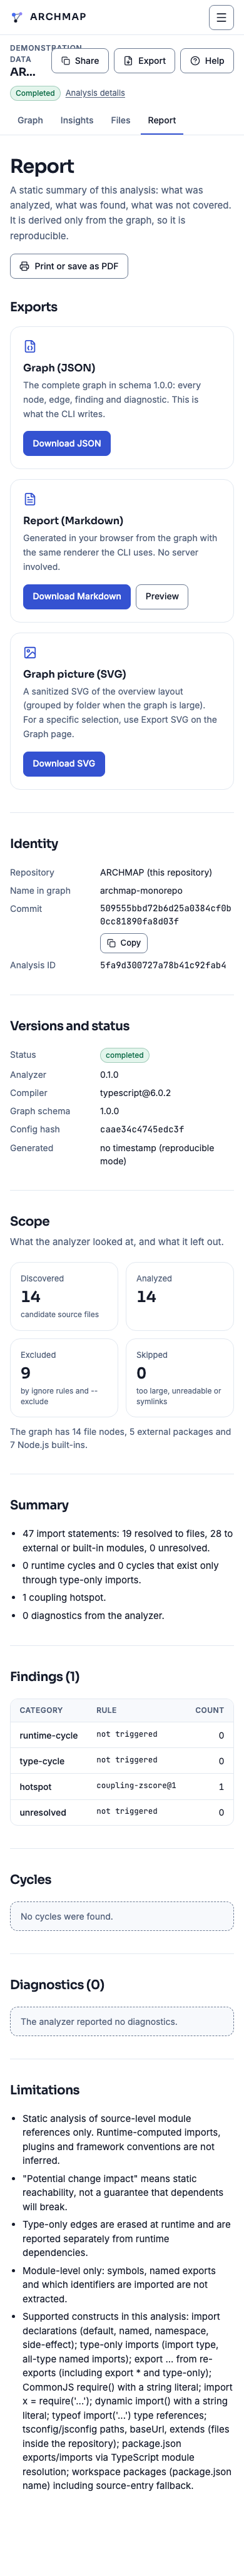 ARCHMAP
DEMONSTRATION
DATA
AR...
Share
Export
Help
Completed
Analysis details
Graph
Insights
Files
Report
Report
A static summary of this analysis: what was
analyzed, what was found, what was not covered.
It is derived only from the graph, so it is
reproducible.
Print or save as PDF
Exports
Graph (JSON)
The complete graph in schema 1.0.0: every
node, edge, finding and diagnostic. This is
what the CLI writes.
Download JSON
Report (Markdown)
Generated in your browser from the graph with
the same renderer the CLI uses. No server
involved.
Download Markdown
Preview
Graph picture (SVG)
A sanitized SVG of the overview layout
(grouped by folder when the graph is large).
For a specific selection, use Export SVG on the
Graph page.
Download SVG
Identity
Repository ARCHMAP (this repository)
Name in graph archmap-monorepo
Commit 509555bbd72b6d25a0384cf0b
0cc81890fa8d03f
Copy
Analysis ID 5fa9d300727a78b41c92fab4
Versions and status
Status completed
Analyzer 0.1.0
Compiler typescript@6.0.2
Graph schema 1.0.0
Config hash caae34c4745edc3f
Generated no timestamp (reproducible
mode)
Scope
What the analyzer looked at, and what it left out.
Discovered
14
candidate source files
Analyzed
14
Excluded
9
by ignore rules and --
exclude
Skipped
0
too large, unreadable or
symlinks
The graph has 14 file nodes, 5 external packages and
7 Node.js built-ins.
Summary
• 47 import statements: 19 resolved to files, 28 to
external or built-in modules, 0 unresolved.
• 0 runtime cycles and 0 cycles that exist only
through type-only imports.
• 1 coupling hotspot.
• 0 diagnostics from the analyzer.
Findings (1)
CATEGORY RULE COUNT
runtime-cycle not triggered 0
type-cycle not triggered 0
hotspot coupling-zscore@1 1
unresolved not triggered 0
Cycles
No cycles were found.
Diagnostics (0)
The analyzer reported no diagnostics.
Limitations
• Static analysis of source-level module
references only. Runtime-computed imports,
plugins and framework conventions are not
inferred.
• "Potential change impact" means static
reachability, not a guarantee that dependents
will break.
• Type-only edges are erased at runtime and are
reported separately from runtime
dependencies.
• Module-level only: symbols, named exports
and which identifiers are imported are not
extracted.
• Supported constructs in this analysis: import
declarations (default, named, namespace,
side-effect); type-only imports (import type,
all-type named imports); export ... from re-
exports (including export * and type-only);
CommonJS require() with a string literal; import
x = require('...'); dynamic import() with a string
literal; typeof import('...') type references;
tsconfig/jsconfig paths, baseUrl, extends (files
inside the repository); package.json
exports/imports via TypeScript module
resolution; workspace packages (package.json
name) including source-entry fallback.